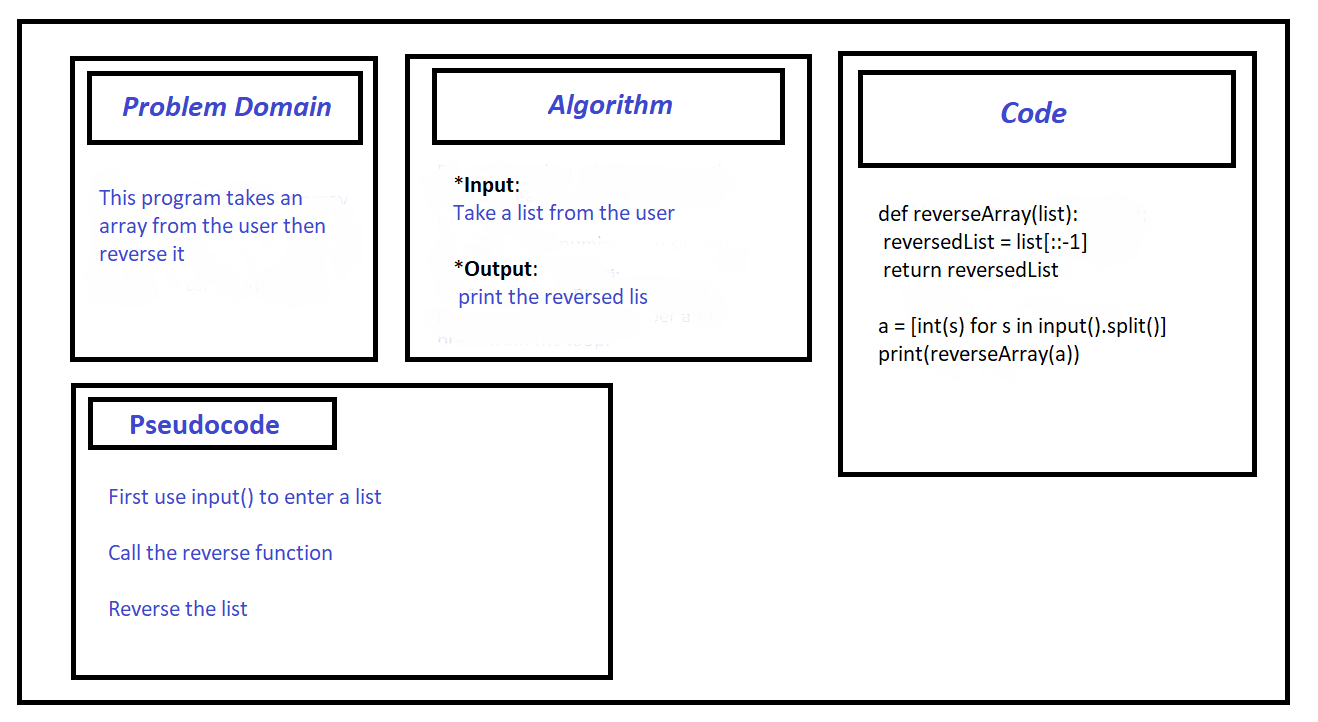 Problem Domain
This program takes an
array from the user then
reverse it
Algorithm
*Input:
Take a list from the user
*Output:
print the reversed lis
Code
def reverseArray(list):
reversedList = list[::-1]
return reversedList
a = [int(s) for s in input().split()]
print(reverseArray(a))
Pseudocode
First use input() to enter a list
Call the reverse function
Reverse the list